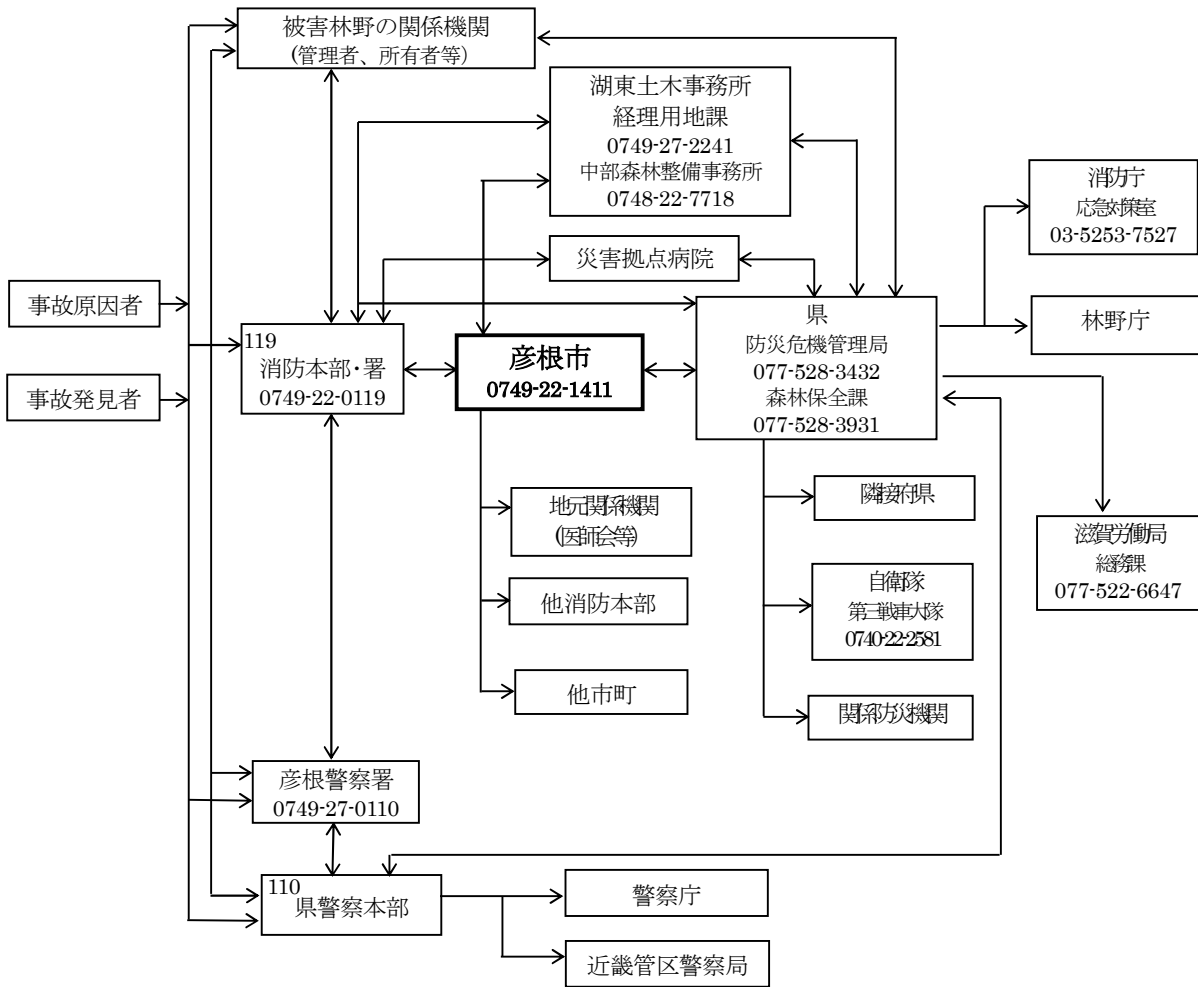 被害林野の関係機関
(管理者、所有者等)
湖東土木事務所
経理用地課
0749-27-2241
中部森林整備事務所
0748-22-7718
消防庁
応急対策室
03-5253-7527
災害拠点病院
事故原因者
林野庁
119
消防本部・署
0749-22-0119
彦根市
0749-22-1411
県
防災危機管理局
077-528-3432
森林保全課
077-528-3931
事故発見者
地元関係機関
(医師会等)
隣接府県
滋賀労働局
総務課
077-522-6647
他消防本部
自衛隊
第三戦車大隊
0740-22-2581
他市町
関係防災機関
彦根警察署
0749-27-0110
110
県警察本部
警察庁
近畿管区警察局